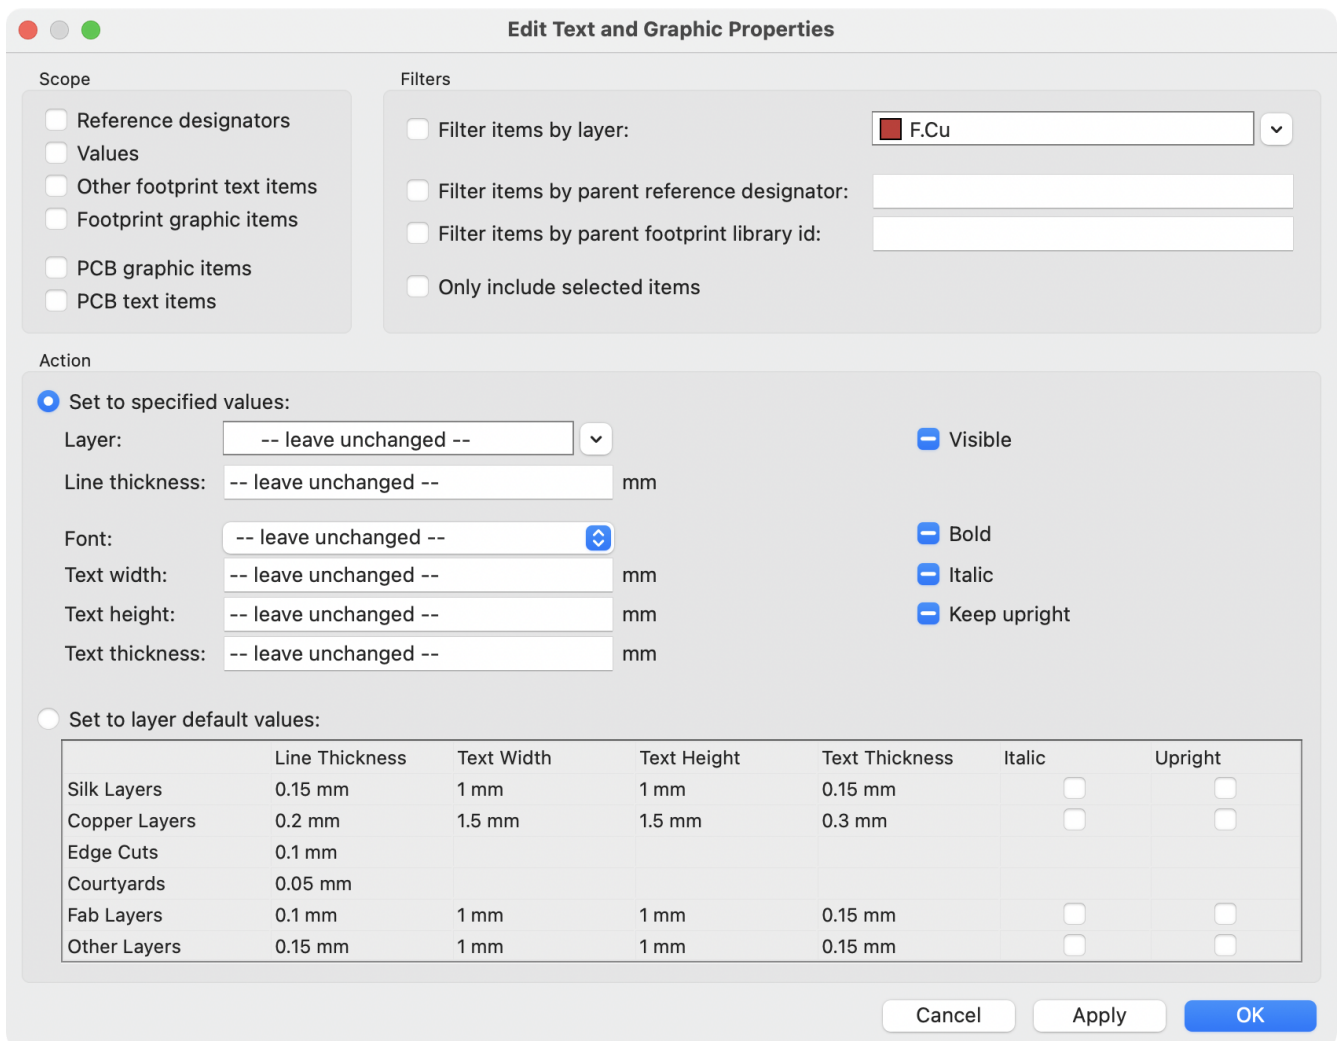 Edit Text and Graphic Properties
Scope
Reference designators
Values
Other footprint text items
Footprint graphic items
PCB graphic items
PCB text items
Filters
Filter items by layer: F.Cu
Filter items by parent reference designator:
Filter items by parent footprint library id:
Only include selected items
Action
Set to specified values:
Layer: -- leave unchanged -- Visible
Line thickness: -- leave unchanged -- mm
Font: -- leave unchanged -- Bold
Text width: -- leave unchanged -- mm Italic
Text height: -- leave unchanged -- mm Keep upright
Text thickness: -- leave unchanged -- mm
Set to layer default values:
Line Thickness Text Width Text Height Text Thickness Italic Upright
Silk Layers 0.15 mm 1 mm 1 mm 0.15 mm
Copper Layers 0.2 mm 1.5 mm 1.5 mm 0.3 mm
Edge Cuts 0.1 mm
Courtyards 0.05 mm
Fab Layers 0.1 mm 1 mm 1 mm 0.15 mm
Other Layers 0.15 mm 1 mm 1 mm 0.15 mm
Cancel Apply OK